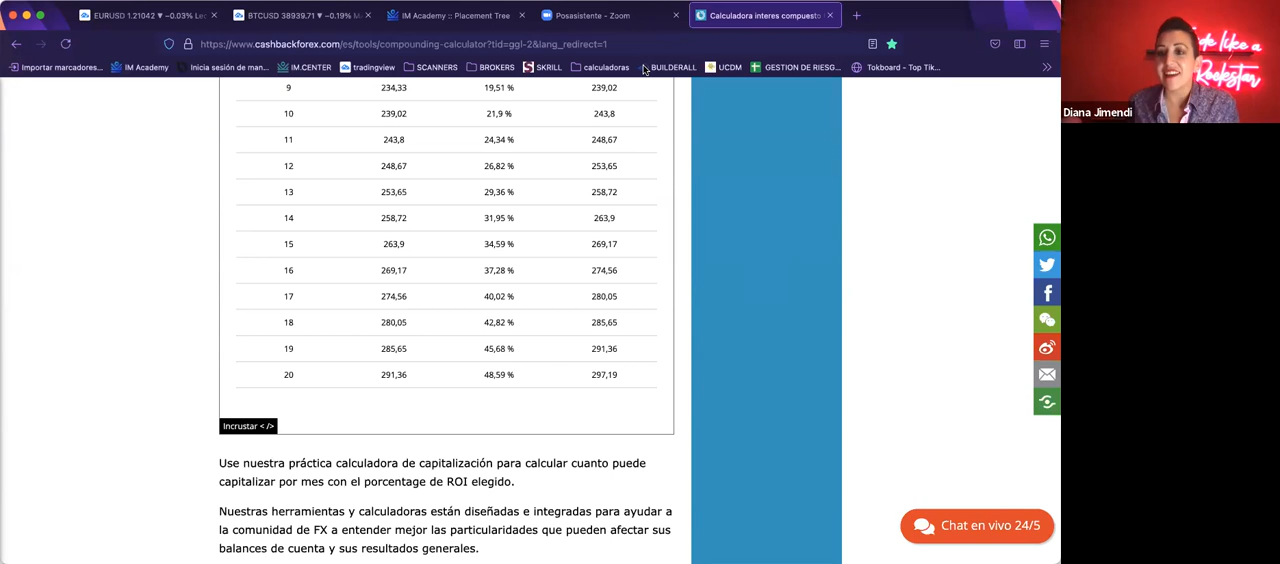 EURUSD 1.21042 ▼ −0.03% Lec
BTCUSD 38939.71 ▼ −0.19% M
IM Academy :: Placement Tree
Posasistente - Zoom
Calculadora interes compuesto
https://www.cashbackforex.com/es/tools/compounding-calculator?tid=ggl-2&lang_redirect=1
Importar marcadores... IM Academy Inicia sesión de man... IM.CENTER tradingview SCANNERS BROKERS SKRILL calculadoras BUILDERALL UCDM GESTION DE RIESG... Tokboard - Top Tik...
like a
Rockstar
Diana Jimendi
9 234,33 19,51 % 239,02
10 239,02 21,9 % 243,8
11 243,8 24,34 % 248,67
12 248,67 26,82 % 253,65
13 253,65 29,36 % 258,72
14 258,72 31,95 % 263,9
15 263,9 34,59 % 269,17
16 269,17 37,28 % 274,56
17 274,56 40,02 % 280,05
18 280,05 42,82 % 285,65
19 285,65 45,68 % 291,36
20 291,36 48,59 % 297,19
Incrustar < />
Use nuestra práctica calculadora de capitalización para calcular cuanto puede
capitalizar por mes con el porcentage de ROI elegido.
Nuestras herramientas y calculadoras están diseñadas e integradas para ayudar a
la comunidad de FX a entender mejor las particularidades que pueden afectar sus
balances de cuenta y sus resultados generales.
Chat en vivo 24/5